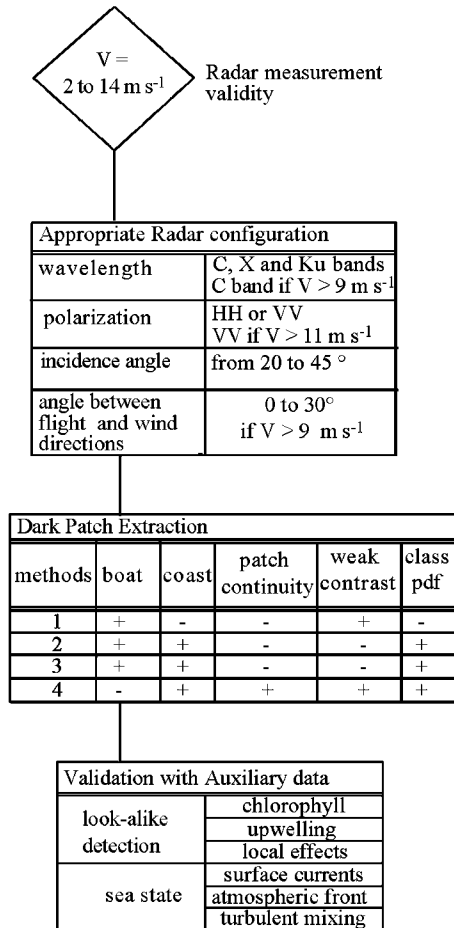 V =
2 to 14 m s-1
Radar measurement
validity
Appropriate Radar configuration
wavelength
C, X and Ku bands
C band if V > 9 m s-1
polarization
HH or VV
VV if V > 11 m s-1
incidence angle
from 20 to 45 °
angle between
flight and wind
directions
0 to 30°
if V > 9 m s-1
Dark Patch Extraction
methods boat coast patch continuity weak contrast class pdf
1 + - - + -
2 + + - - +
3 + + - - +
4 - + + + +
Validation with Auxiliary data
look-alike
detection
chlorophyll
upwelling
local effects
sea state
surface currents
atmospheric front
turbulent mixing